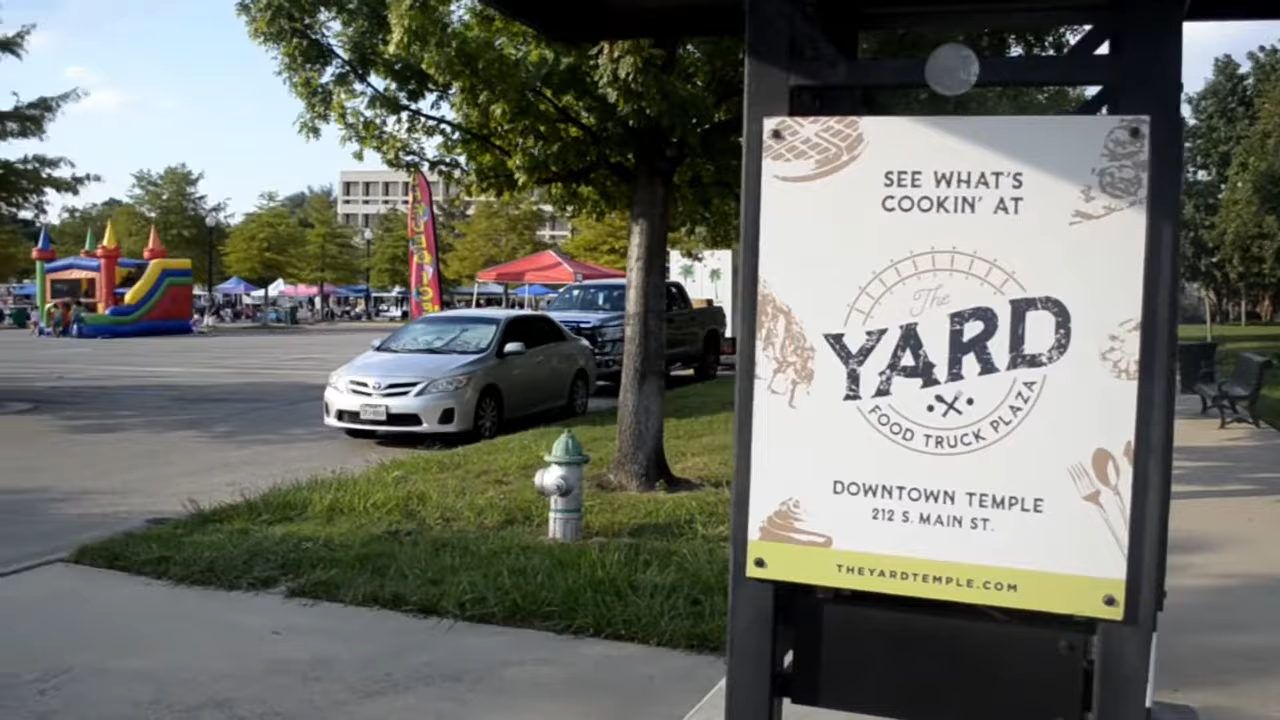 SEE WHAT'S
COOKIN' AT
The
YARD
FOOD TRUCK PLAZA
DOWNTOWN TEMPLE
212 S. MAIN ST.
THEYARDTEMPLE.COM